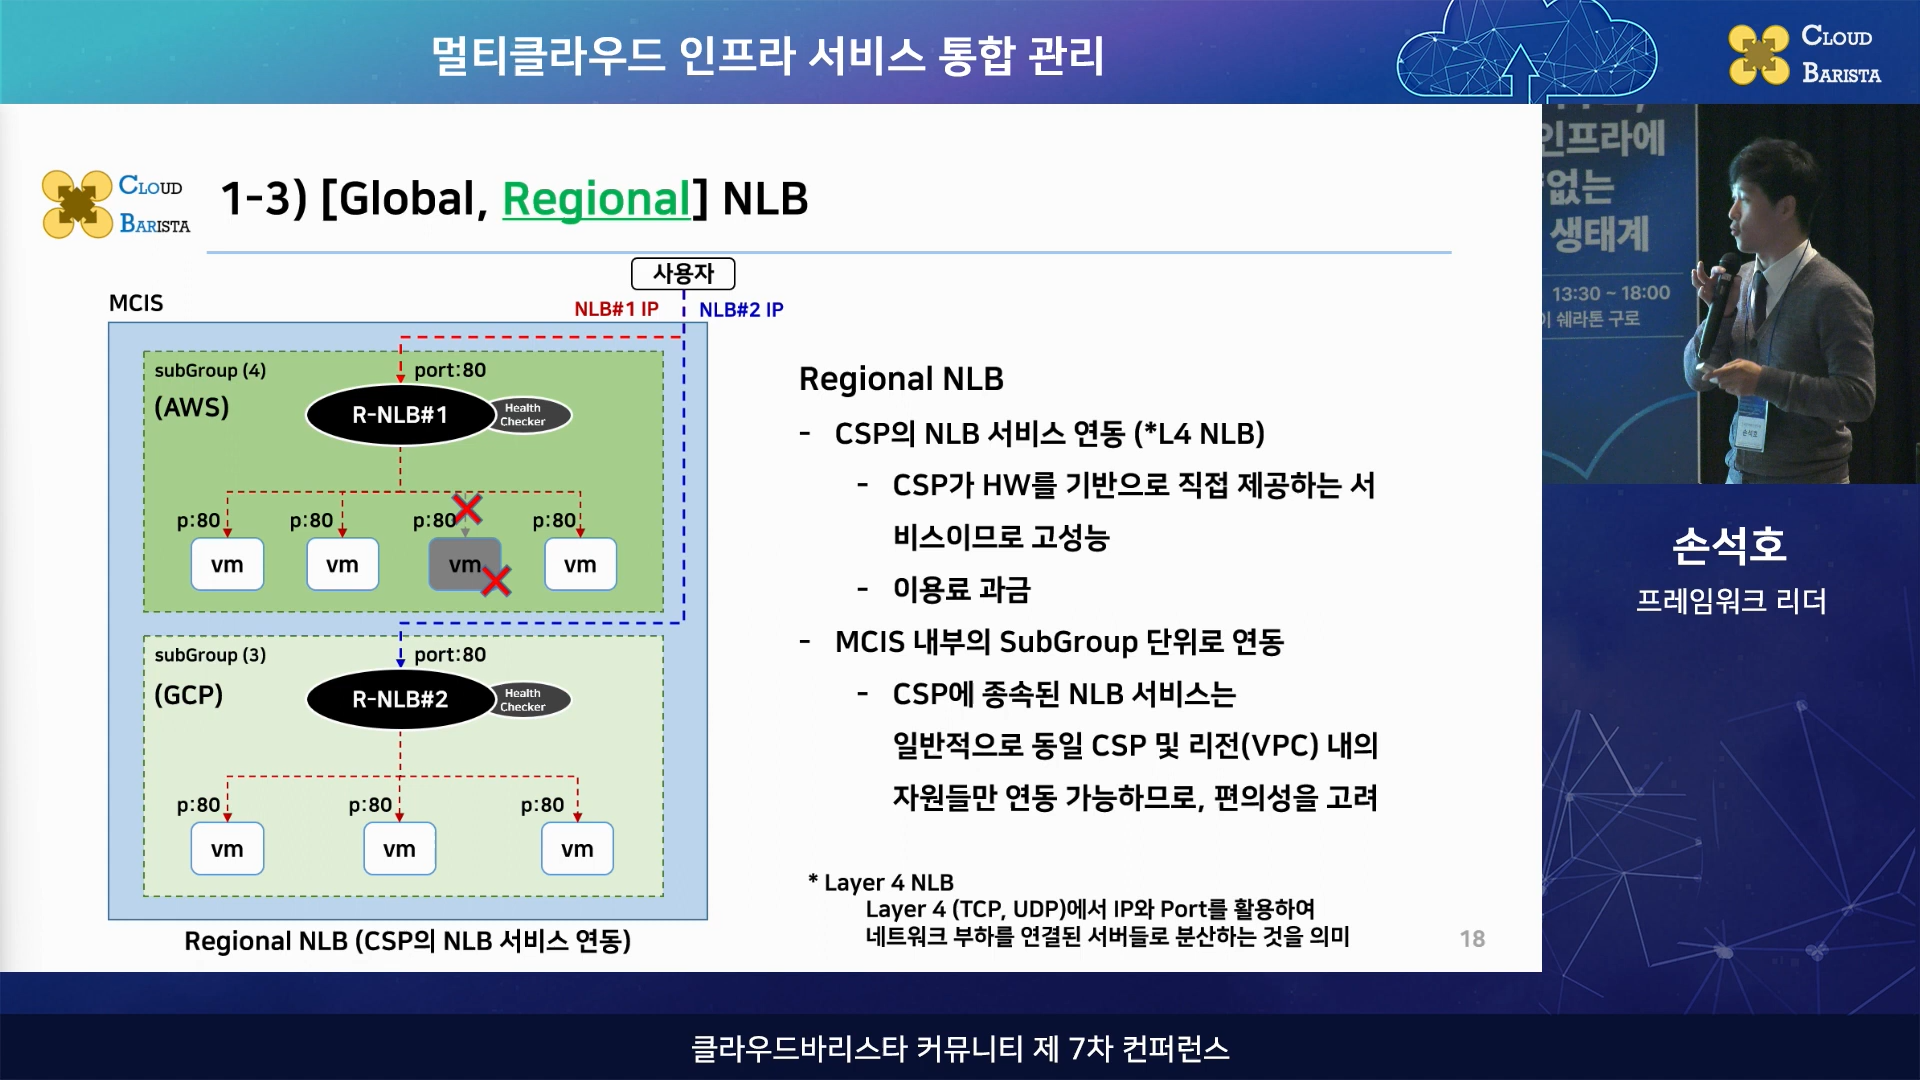 멀티클라우드 인프라 서비스 통합 관리
CLOUD
BARISTA
CLOUD
BARISTA
1-3) [Global, Regional] NLB
사용자
NLB#1 IP
NLB#2 IP
MCIS
subGroup (4)
(AWS)
port:80
R-NLB#1
Health
Checker
p:80
p:80
p:80
p:80
vm
vm
vm
vm
subGroup (3)
(GCP)
port:80
R-NLB#2
Health
Checker
p:80
p:80
p:80
vm
vm
vm
Regional NLB (CSP의 NLB 서비스 연동)
Regional NLB
- CSP의 NLB 서비스 연동 (*L4 NLB)
- CSP가 HW를 기반으로 직접 제공하는 서
비스이므로 고성능
- 이용료 과금
- MCIS 내부의 SubGroup 단위로 연동
- CSP에 종속된 NLB 서비스는
일반적으로 동일 CSP 및 리전(VPC) 내의
자원들만 연동 가능하므로, 편의성을 고려
* Layer 4 NLB
Layer 4 (TCP, UDP)에서 IP와 Port를 활용하여
네트워크 부하를 연결된 서버들로 분산하는 것을 의미
18
인프라에
없는
생태계
13:30 ~ 18:00
쉐라톤 구로
손석호
손석호
프레임워크 리더
클라우드바리스타 커뮤니티 제 7차 컨퍼런스